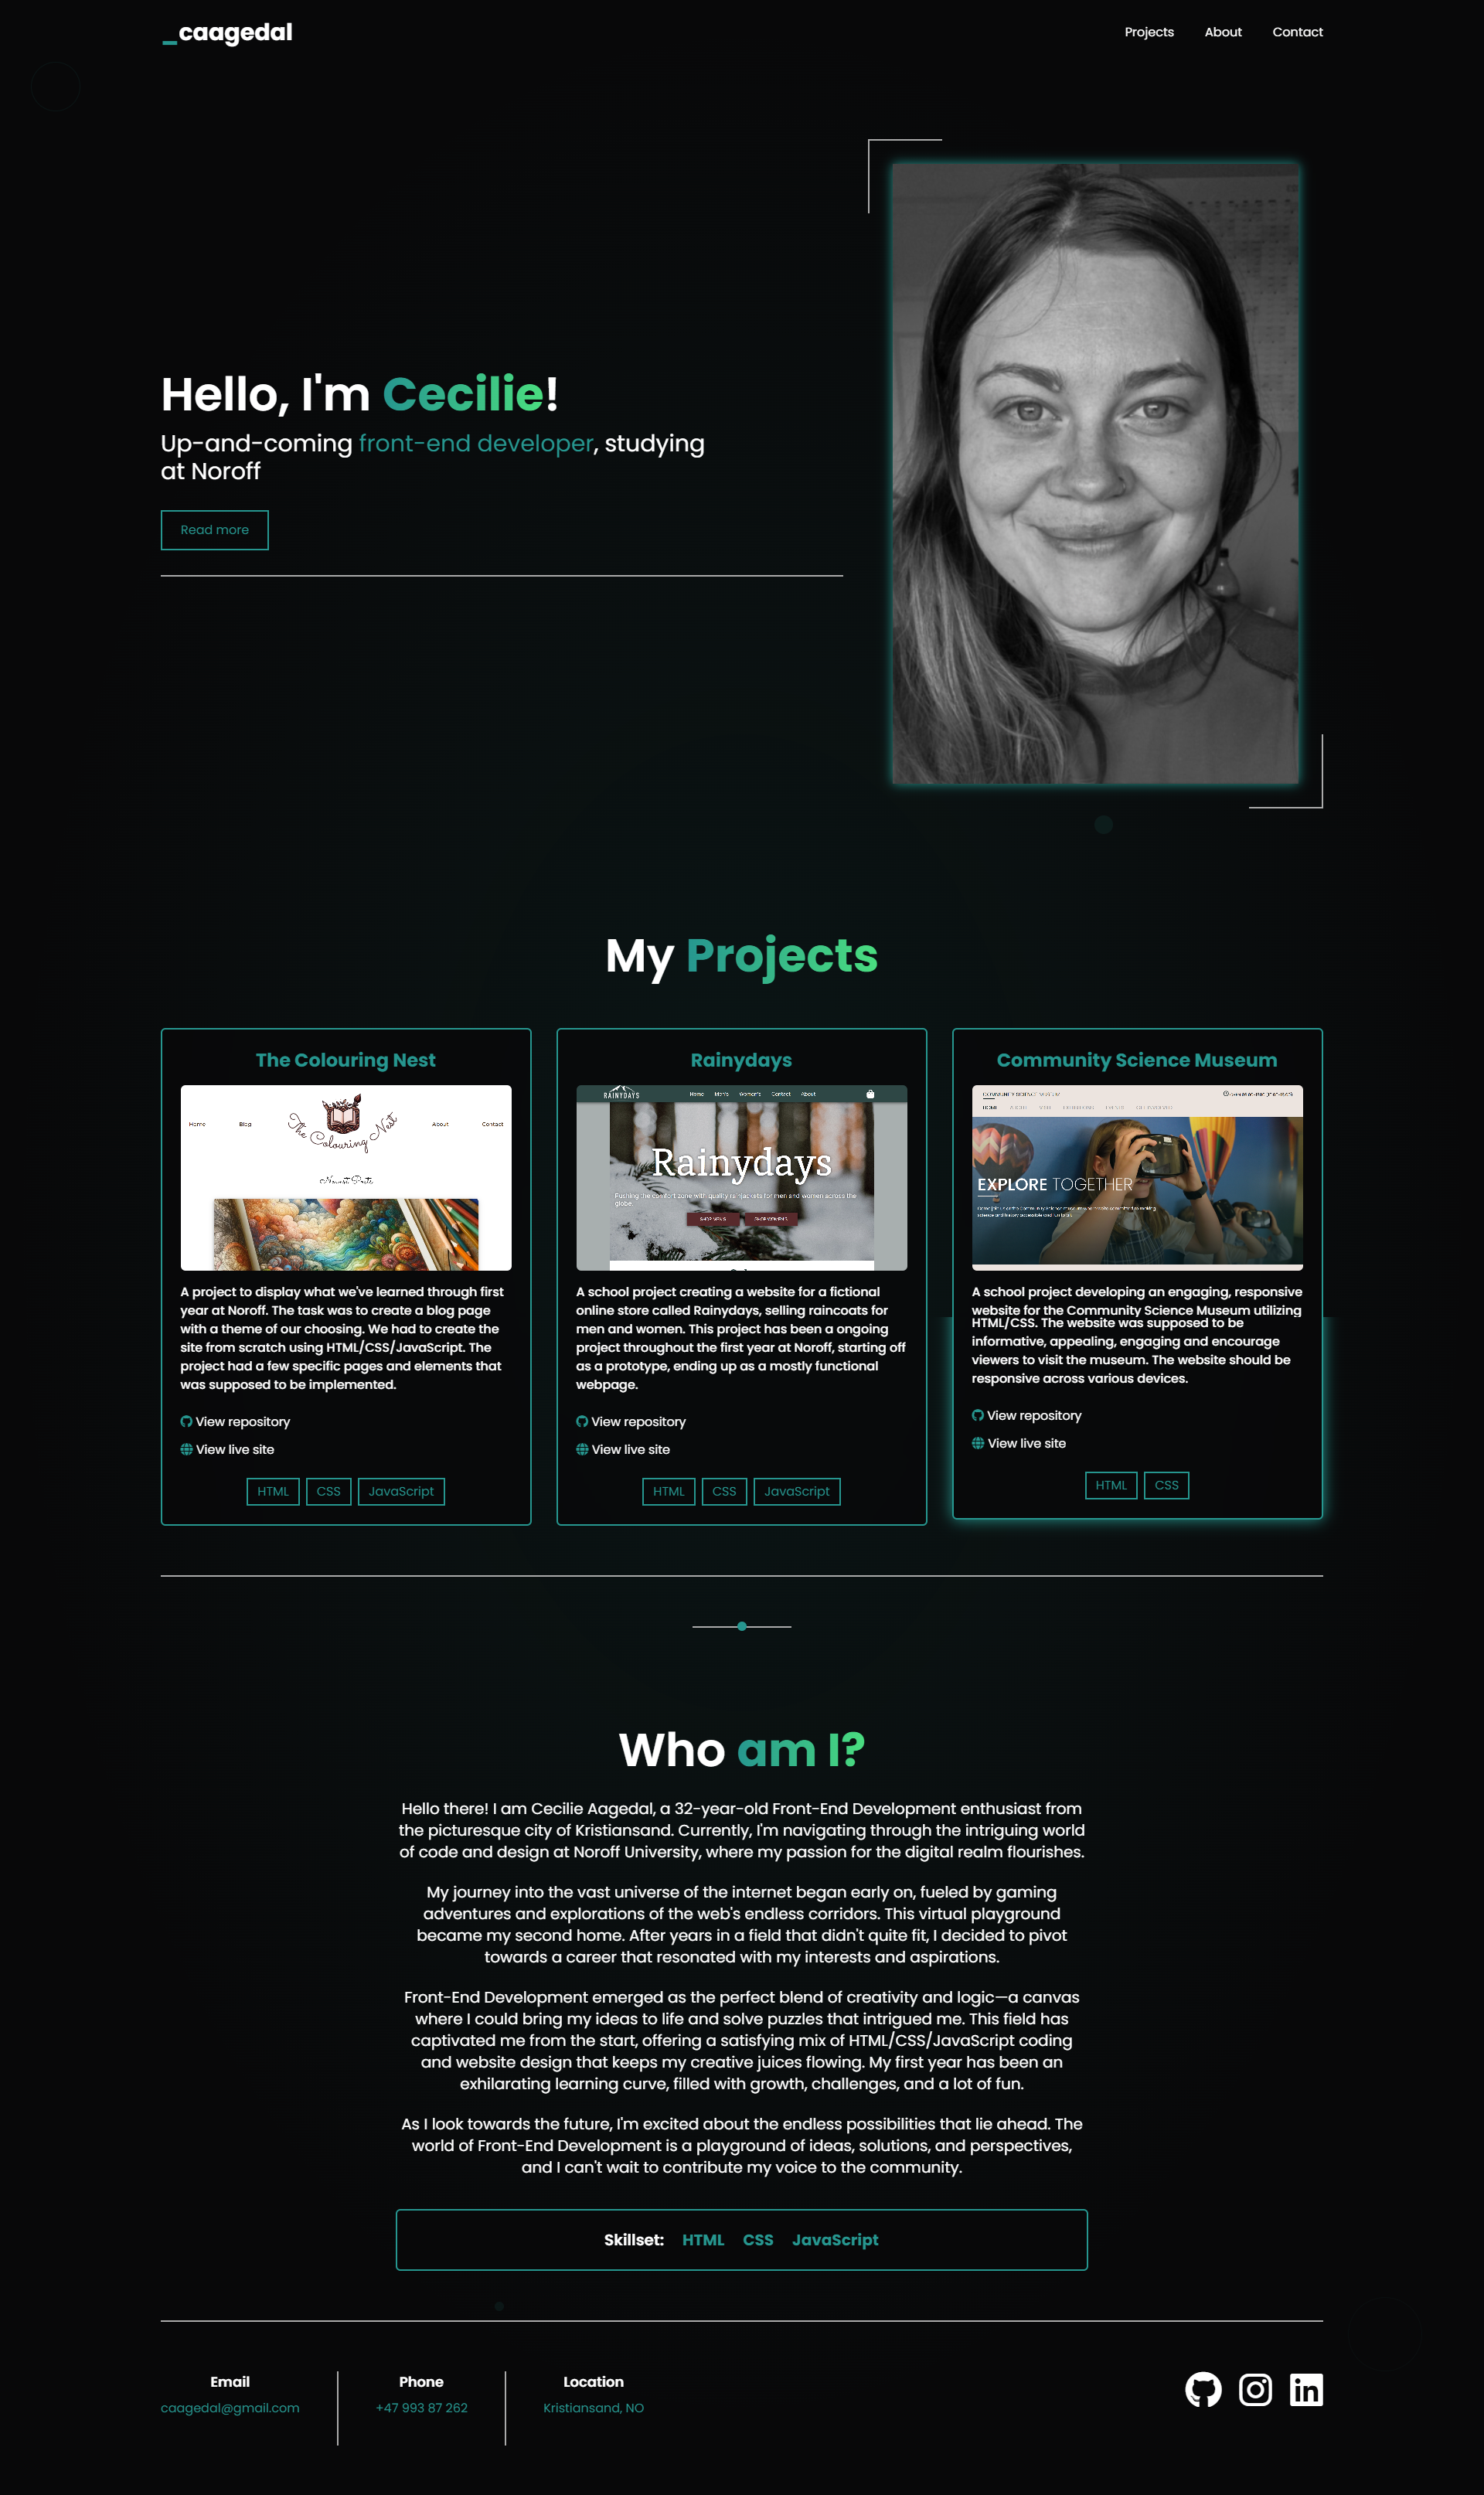 _caagedal
Projects
About
Contact
Hello, I'm Cecilie!
Up-and-coming front-end developer, studying
at Noroff
Read more
My Projects
The Colouring Nest
Home
Blog
The Colouring Nest
About
Contact
Newest Posts
A project to display what we've learned through first
year at Noroff. The task was to create a blog page
with a theme of our choosing. We had to create the
site from scratch using HTML/CSS/JavaScript. The
project had a few specific pages and elements that
was supposed to be implemented.
View repository
View live site
HTML
CSS
JavaScript
Rainydays
RAINYDAYS
Home
Men's
Women's
Contact
About
Rainydays
Pushing the comfort zone with quality rainjackets for men and women across the
globe.
A school project creating a website for a fictional
online store called Rainydays, selling raincoats for
men and women. This project has been a ongoing
project throughout the first year at Noroff, starting off
as a prototype, ending up as a mostly functional
webpage.
View repository
View live site
HTML
CSS
JavaScript
Community Science Museum
COMMUNITY SCIENCE MUSEUM
HOME
EXPLORE TOGETHER
A school project developing an engaging, responsive
website for the Community Science Museum utilizing
HTML/CSS. The website was supposed to be
informative, appealing, engaging and encourage
viewers to visit the museum. The website should be
responsive across various devices.
View repository
View live site
HTML
CSS
Who am I?
Hello there! I am Cecilie Aagedal, a 32-year-old Front-End Development enthusiast from
the picturesque city of Kristiansand. Currently, I'm navigating through the intriguing world
of code and design at Noroff University, where my passion for the digital realm flourishes.
My journey into the vast universe of the internet began early on, fueled by gaming
adventures and explorations of the web's endless corridors. This virtual playground
became my second home. After years in a field that didn't quite fit, I decided to pivot
towards a career that resonated with my interests and aspirations.
Front-End Development emerged as the perfect blend of creativity and logic—a canvas
where I could bring my ideas to life and solve puzzles that intrigued me. This field has
captivated me from the start, offering a satisfying mix of HTML/CSS/JavaScript coding
and website design that keeps my creative juices flowing. My first year has been an
exhilarating learning curve, filled with growth, challenges, and a lot of fun.
As I look towards the future, I'm excited about the endless possibilities that lie ahead. The
world of Front-End Development is a playground of ideas, solutions, and perspectives,
and I can't wait to contribute my voice to the community.
Skillset: HTML CSS JavaScript
Email
caagedal@gmail.com
Phone
+47 993 87 262
Location
Kristiansand, NO